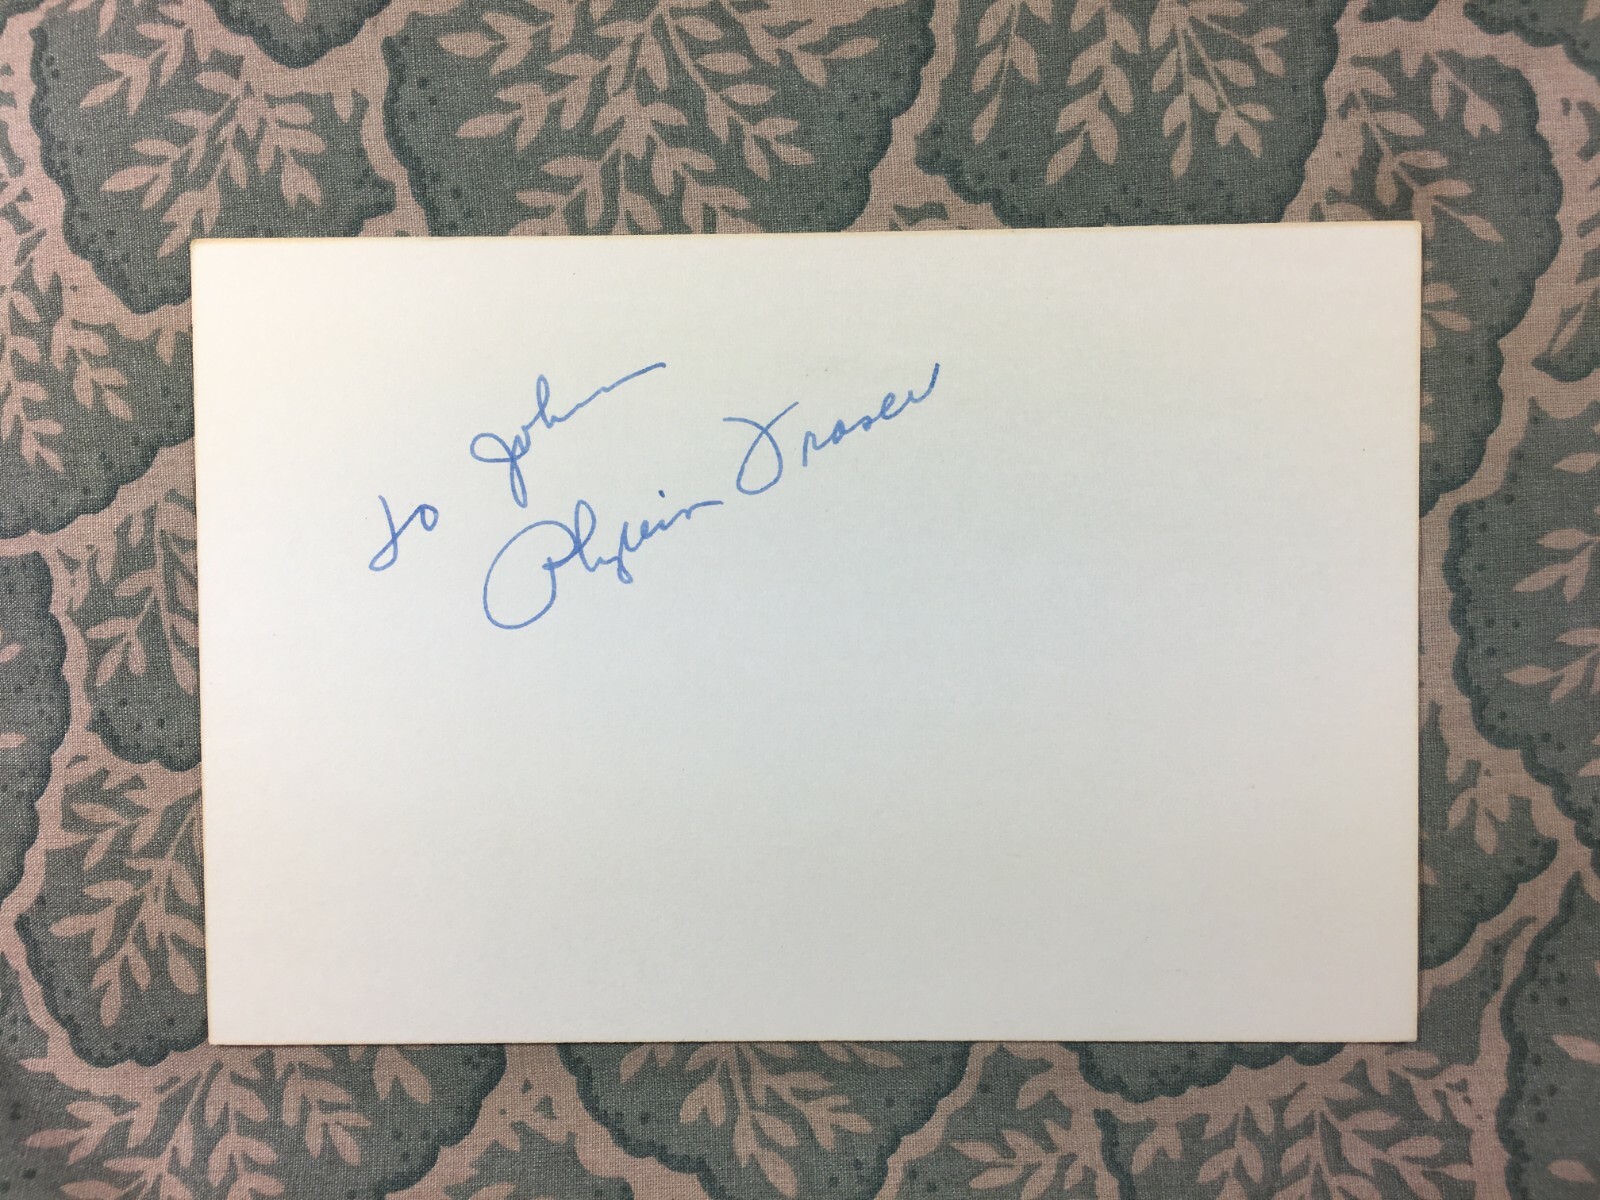 to John
Phyllis Fraser